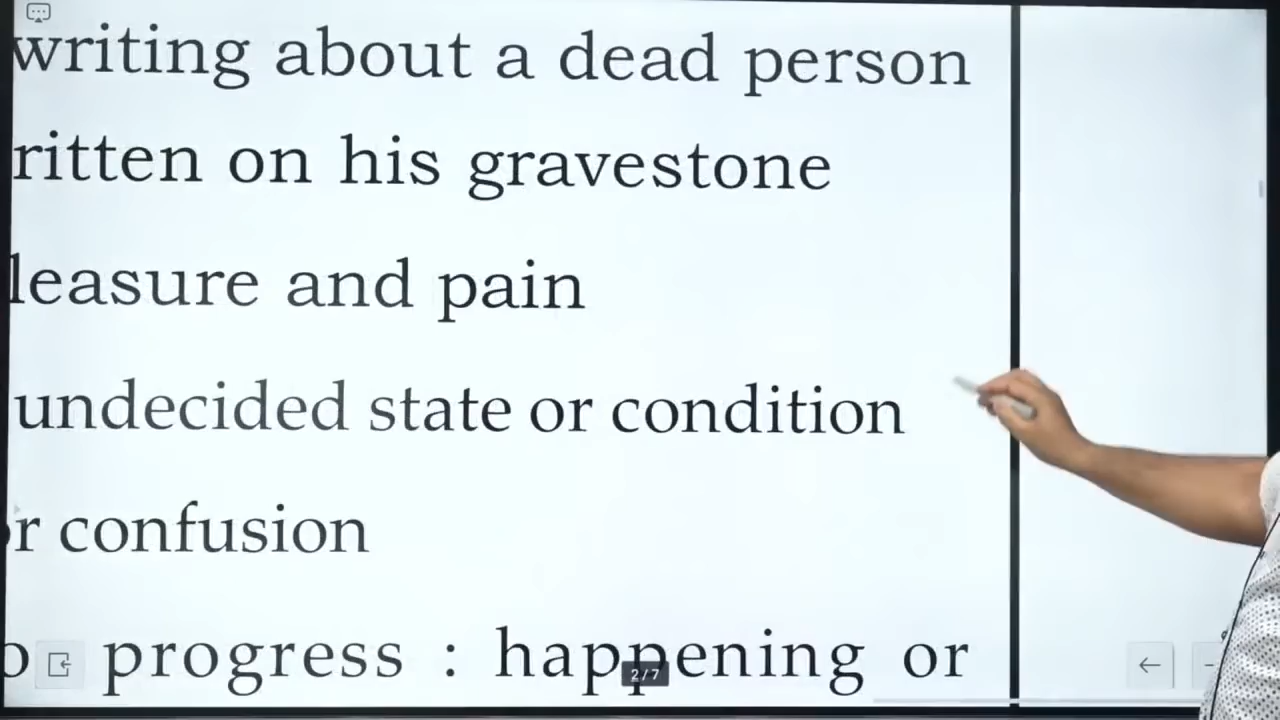 writing about a dead person
ritten on his gravestone
leasure and pain
undecided state or condition
r confusion
o progress : happening or
2/7